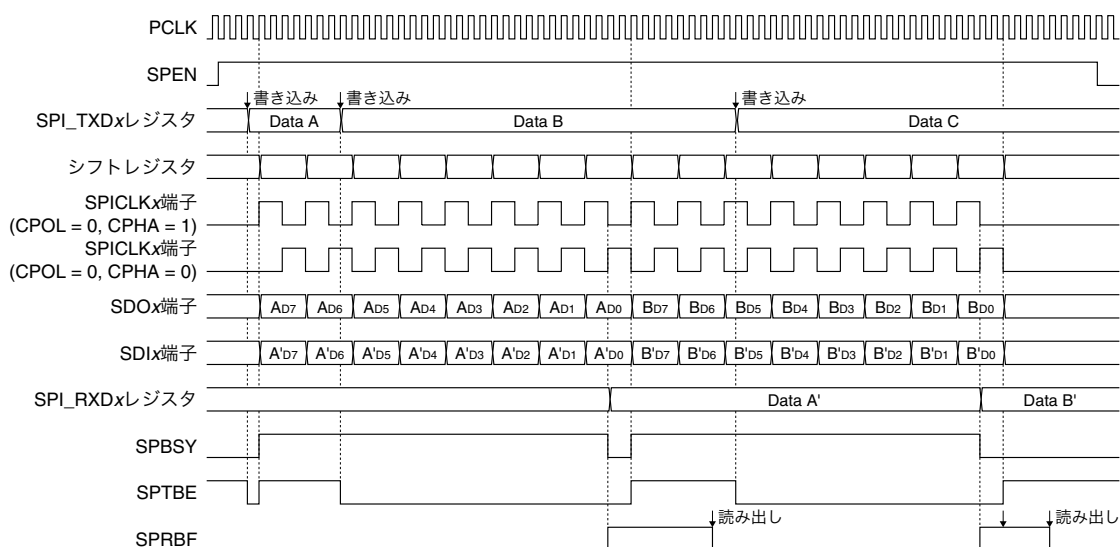 PCLK
SPEN
書き込み 書き込み 書き込み
SPI_TXDxレジスタ Data A Data B Data C
シフトレジスタ
SPICLKx端子
(CPOL = 0, CPHA = 1)
SPICLKx端子
(CPOL = 0, CPHA = 0)
SDOx端子 AD7 AD6 AD5 AD4 AD3 AD2 AD1 AD0 BD7 BD6 BD5 BD4 BD3 BD2 BD1 BD0
SDIx端子 A'D7 A'D6 A'D5 A'D4 A'D3 A'D2 A'D1 A'D0 B'D7 B'D6 B'D5 B'D4 B'D3 B'D2 B'D1 B'D0
SPI_RXDxレジスタ Data A' Data B'
SPBSY
SPTBE
読み出し 読み出し
SPRBF